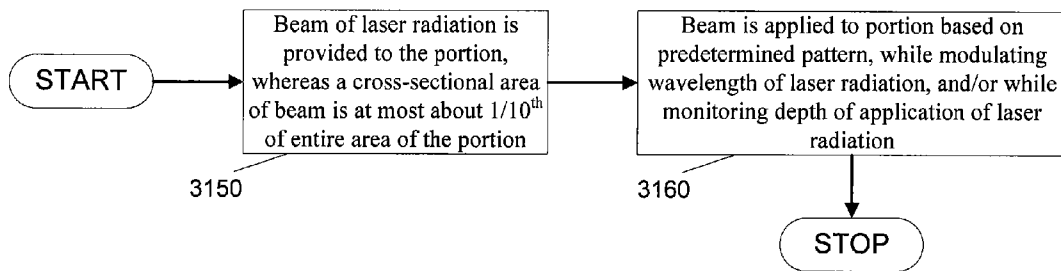 START
Beam of laser radiation is
provided to the portion,
whereas a cross-sectional area
of beam is at most about 1/10th
of entire area of the portion
3150
Beam is applied to portion based on
predetermined pattern, while modulating
wavelength of laser radiation, and/or while
monitoring depth of application of laser
radiation
3160
STOP